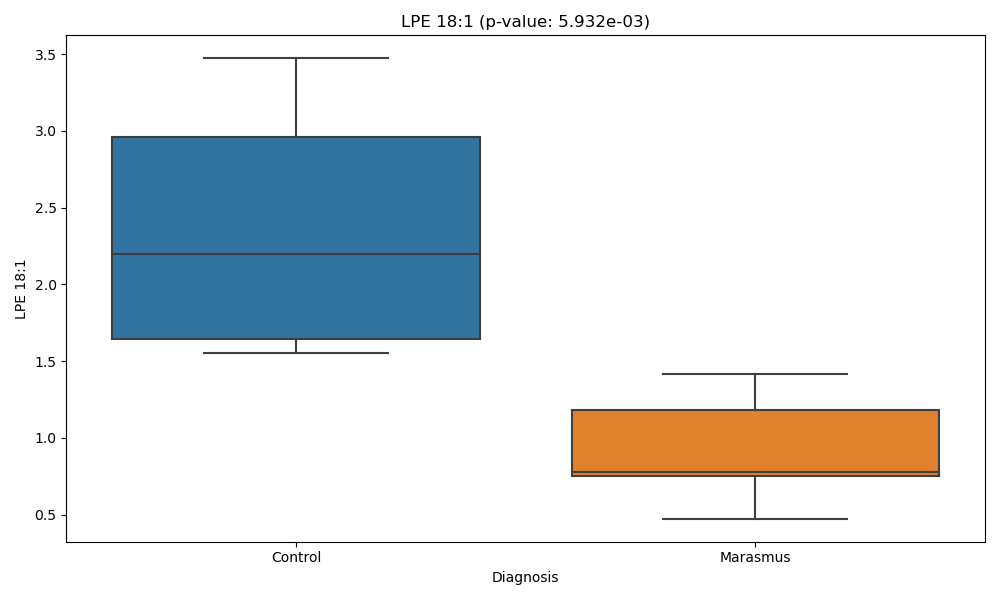 LPE 18:1 (p-value: 5.932e-03)
3.5
3.0
2.5
2.0
1.5
1.0
0.5
LPE 18:1
Control
Marasmus
Diagnosis